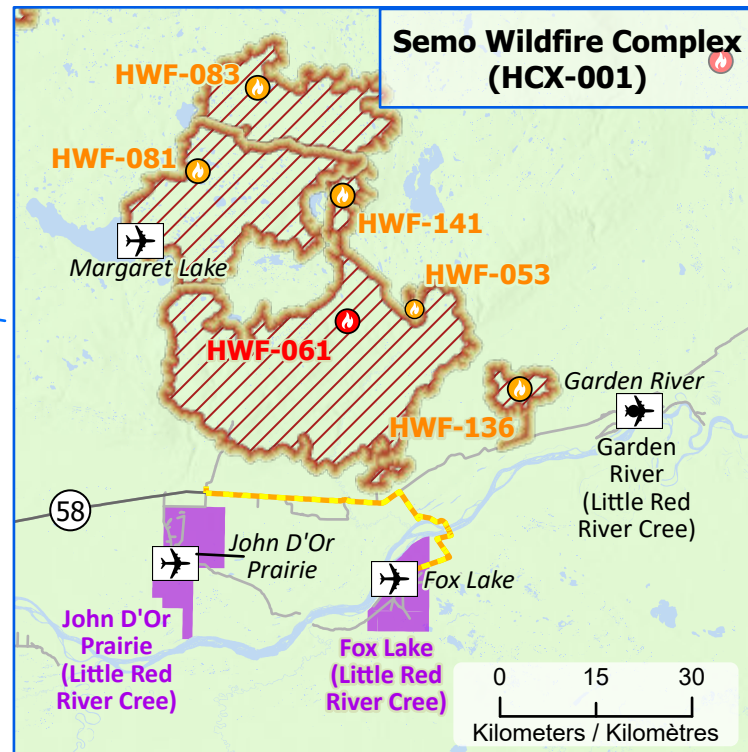 Semo Wildfire Complex
(HCX-001)
HWF-083
HWF-081
HWF-141
Margaret Lake
HWF-053
HWF-061
Garden River
HWF-136
Garden
River
(Little Red
River Cree)
58
John D'Or
Prairie
Fox Lake
John D'Or
Prairie
(Little Red
River Cree)
Fox Lake
(Little Red
River Cree)
0 15 30
Kilometers / Kilomètres